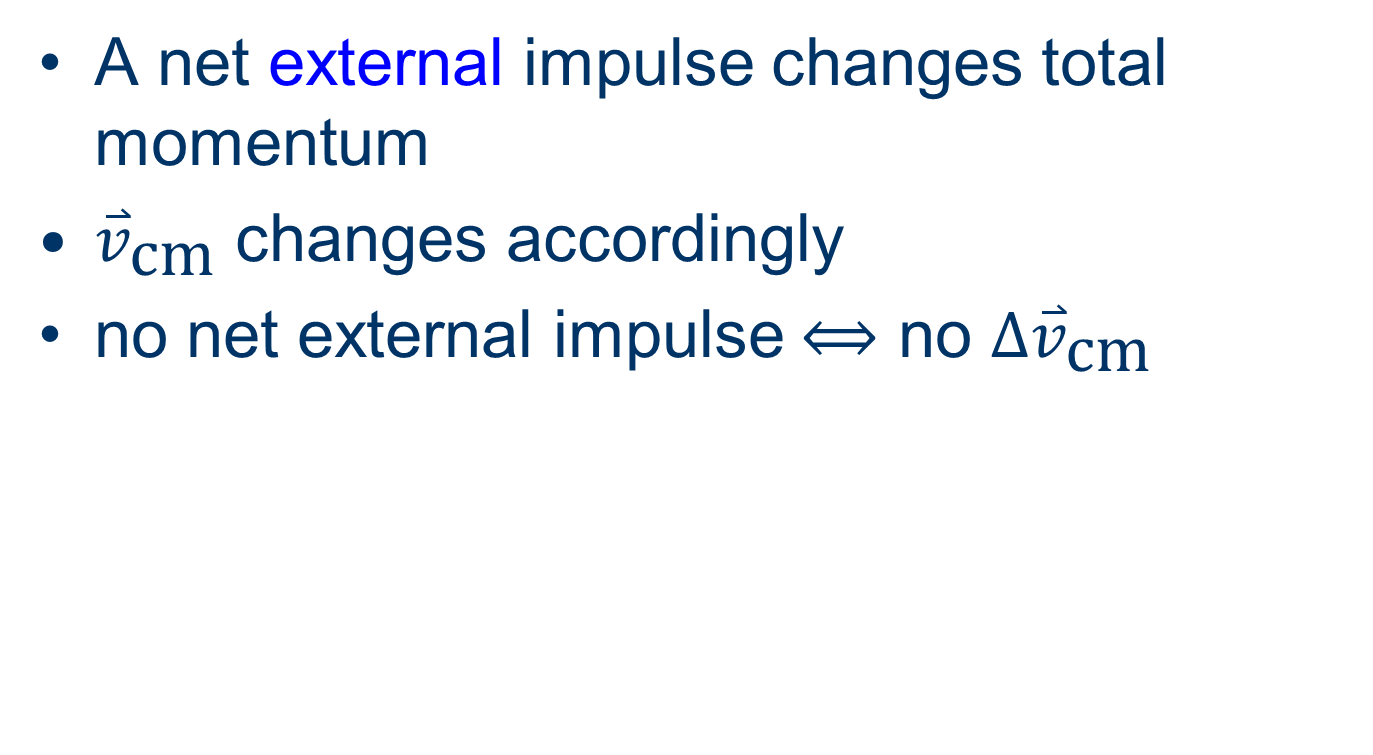 • A net external impulse changes total
momentum
• v⃗cm changes accordingly
• no net external impulse ⟺ no Δv⃗cm